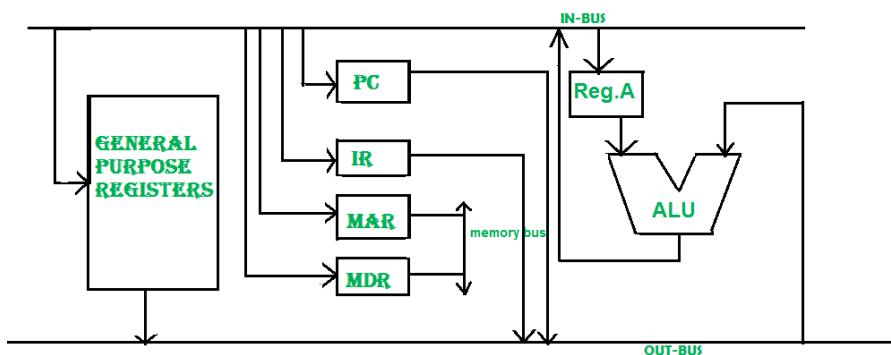 IN-BUS
PC
Reg.A
GENERAL
PURPOSE
REGISTERS
IR
ALU
MAR
memory bus
MDR
OUT-BUS